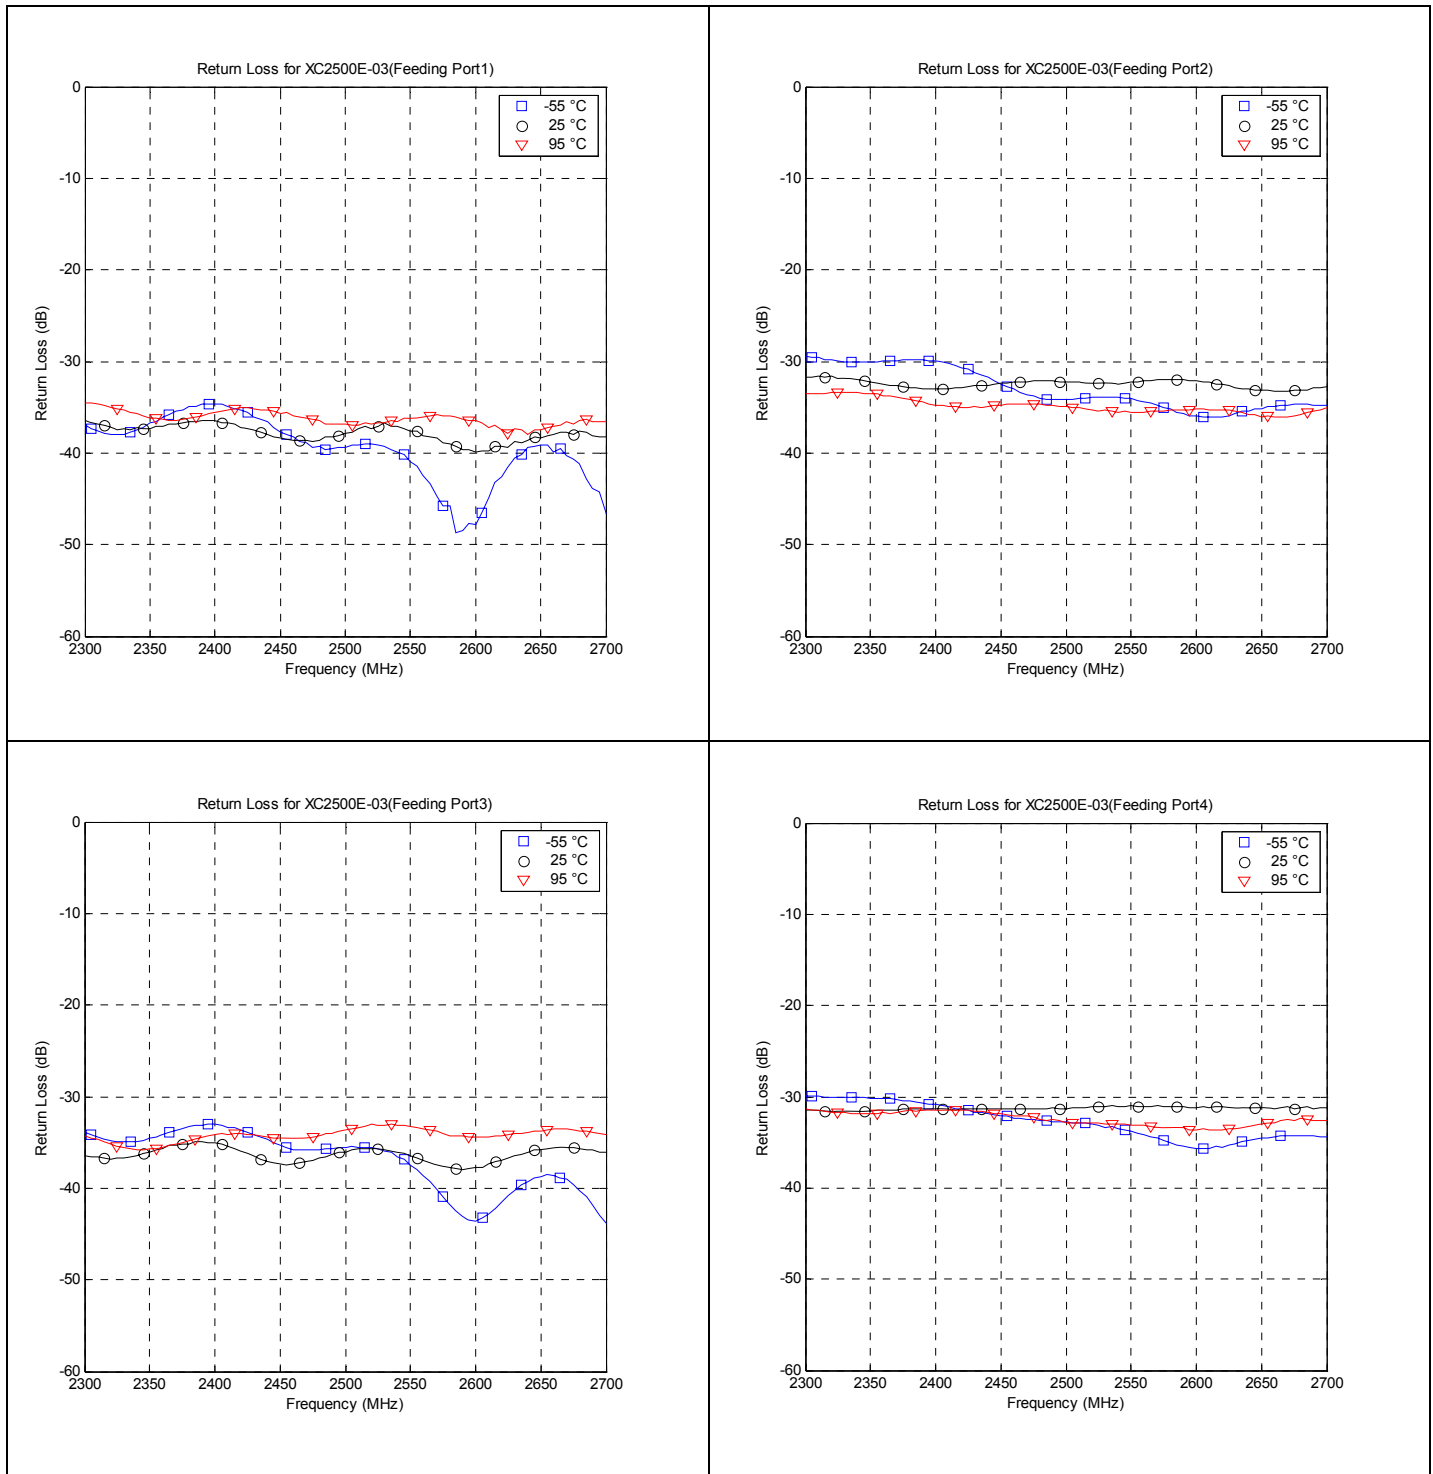 Return Loss for XC2500E-03(Feeding Port1)
0
-10
-20
-30
-40
-50
-60
Return Loss (dB)
-55 °C
25 °C
95 °C
2300 2350 2400 2450 2500 2550 2600 2650 2700
Frequency (MHz)
Return Loss for XC2500E-03(Feeding Port2)
0
-10
-20
-30
-40
-50
-60
Return Loss (dB)
-55 °C
25 °C
95 °C
2300 2350 2400 2450 2500 2550 2600 2650 2700
Frequency (MHz)
Return Loss for XC2500E-03(Feeding Port3)
0
-10
-20
-30
-40
-50
-60
Return Loss (dB)
-55 °C
25 °C
95 °C
2300 2350 2400 2450 2500 2550 2600 2650 2700
Frequency (MHz)
Return Loss for XC2500E-03(Feeding Port4)
0
-10
-20
-30
-40
-50
-60
Return Loss (dB)
-55 °C
25 °C
95 °C
2300 2350 2400 2450 2500 2550 2600 2650 2700
Frequency (MHz)